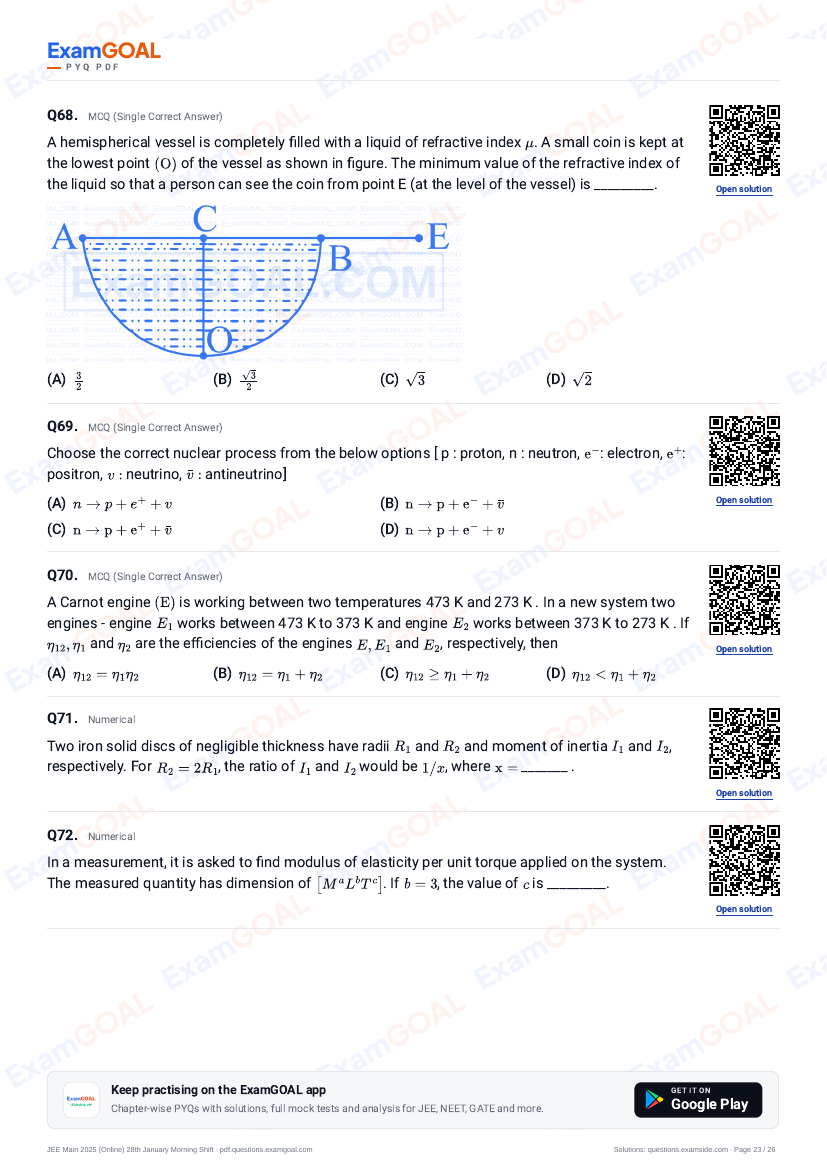 ExamGOAL
PYQ PDF
Q68. MCQ (Single Correct Answer)
A hemispherical vessel is completely filled with a liquid of refractive index μ. A small coin is kept at
the lowest point (O) of the vessel as shown in figure. The minimum value of the refractive index of
the liquid so that a person can see the coin from point E (at the level of the vessel) is _________.
Open solution
C
A
E
B
ExamGOAL.COM
O
(A) 3/2 (B) √3/2 (C) √3 (D) √2
Q69. MCQ (Single Correct Answer)
Choose the correct nuclear process from the below options [ p : proton, n : neutron, e⁻: electron, e⁺:
positron, ν : neutrino, ν̄ : antineutrino]
Open solution
(A) n → p + e⁺ + ν (B) n → p + e⁻ + ν̄
(C) n → p + e⁺ + ν̄ (D) n → p + e⁻ + ν
Q70. MCQ (Single Correct Answer)
A Carnot engine (E) is working between two temperatures 473 K and 273 K . In a new system two
engines - engine E₁ works between 473 K to 373 K and engine E₂ works between 373 K to 273 K . If
η₁₂, η₁ and η₂ are the efficiencies of the engines E, E₁ and E₂, respectively, then
Open solution
(A) η₁₂ = η₁η₂ (B) η₁₂ = η₁ + η₂ (C) η₁₂ ≥ η₁ + η₂ (D) η₁₂ < η₁ + η₂
Q71. Numerical
Two iron solid discs of negligible thickness have radii R₁ and R₂ and moment of inertia I₁ and I₂,
respectively. For R₂ = 2R₁, the ratio of I₁ and I₂ would be 1/x, where x = _______ .
Open solution
Q72. Numerical
In a measurement, it is asked to find modulus of elasticity per unit torque applied on the system.
The measured quantity has dimension of [MᵃLᵇTᶜ]. If b = 3, the value of c is _________.
Open solution
Keep practising on the ExamGOAL app
Chapter-wise PYQs with solutions, full mock tests and analysis for JEE, NEET, GATE and more.
GET IT ON
Google Play
JEE Main 2025 (Online) 28th January Morning Shift · pdf.questions.examgoal.com
Solutions: questions.examside.com · Page 23 / 26